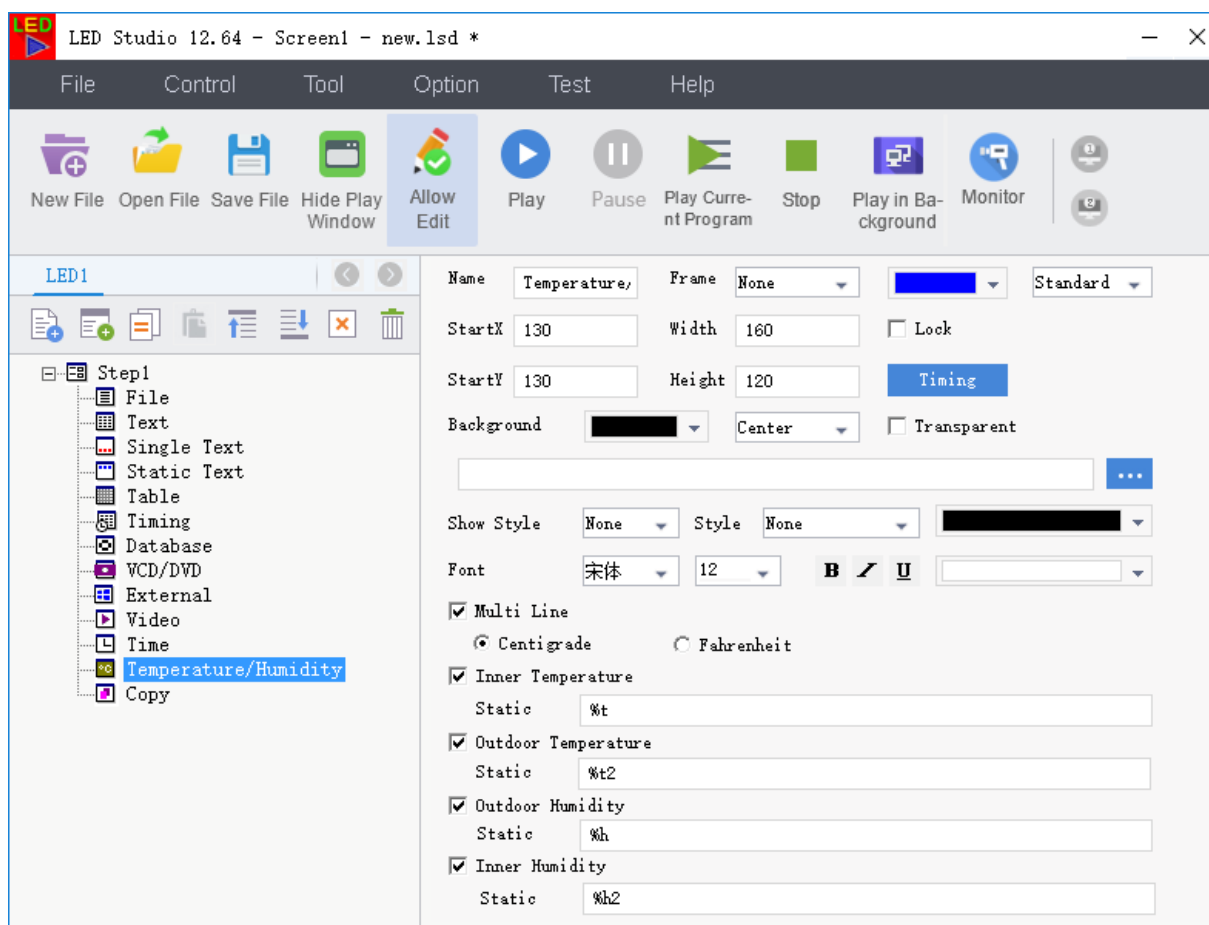 LED
LED Studio 12.64 - Screen1 - new.lsd *
File Control Tool Option Test Help
New File Open File Save File Hide Play Window Allow Edit Play Pause Play Curre-nt Program Stop Play in Ba-ckground Monitor
1
2
LED1
Step1
File
Text
Single Text
Static Text
Table
Timing
Database
VCD/DVD
External
Video
Time
°C Temperature/Humidity
Copy
Name Temperature/ Frame None Standard
StartX 130 Width 160 Lock
StartY 130 Height 120 Timing
Background Center Transparent
...
Show Style None Style None
Font 宋体 12 B I U
Multi Line
Centigrade Fahrenheit
Inner Temperature
Static %t
Outdoor Temperature
Static %t2
Outdoor Humidity
Static %h
Inner Humidity
Static %h2